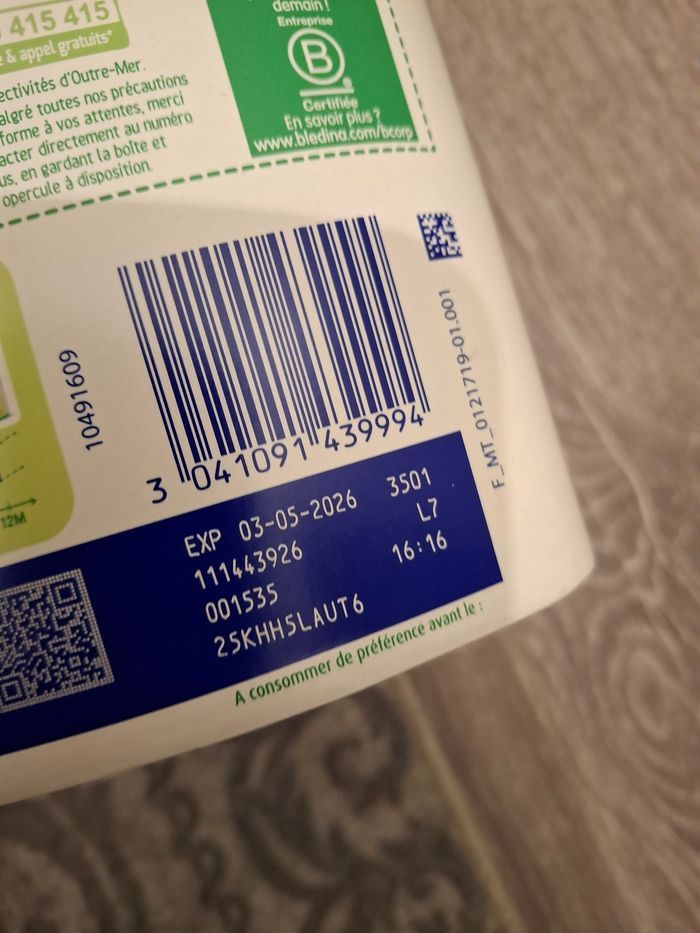 415 415
& appel gratuits*
ectivités d'Outre-Mer.
algré toutes nos précautions
forme à vos attentes, merci
acter directement au numéro
us, en gardant la boîte et
opercule à disposition.
demain !
Entreprise
B
Certifiée
En savoir plus ?
www.bledina.com/bcorp
10491609
3 041091 439994
F_MT_0121719-01.001
12M
EXP 03-05-2026 3501
111443926 L7
001535 16:16
25KHH5LAUT6
A consommer de préférence avant le :